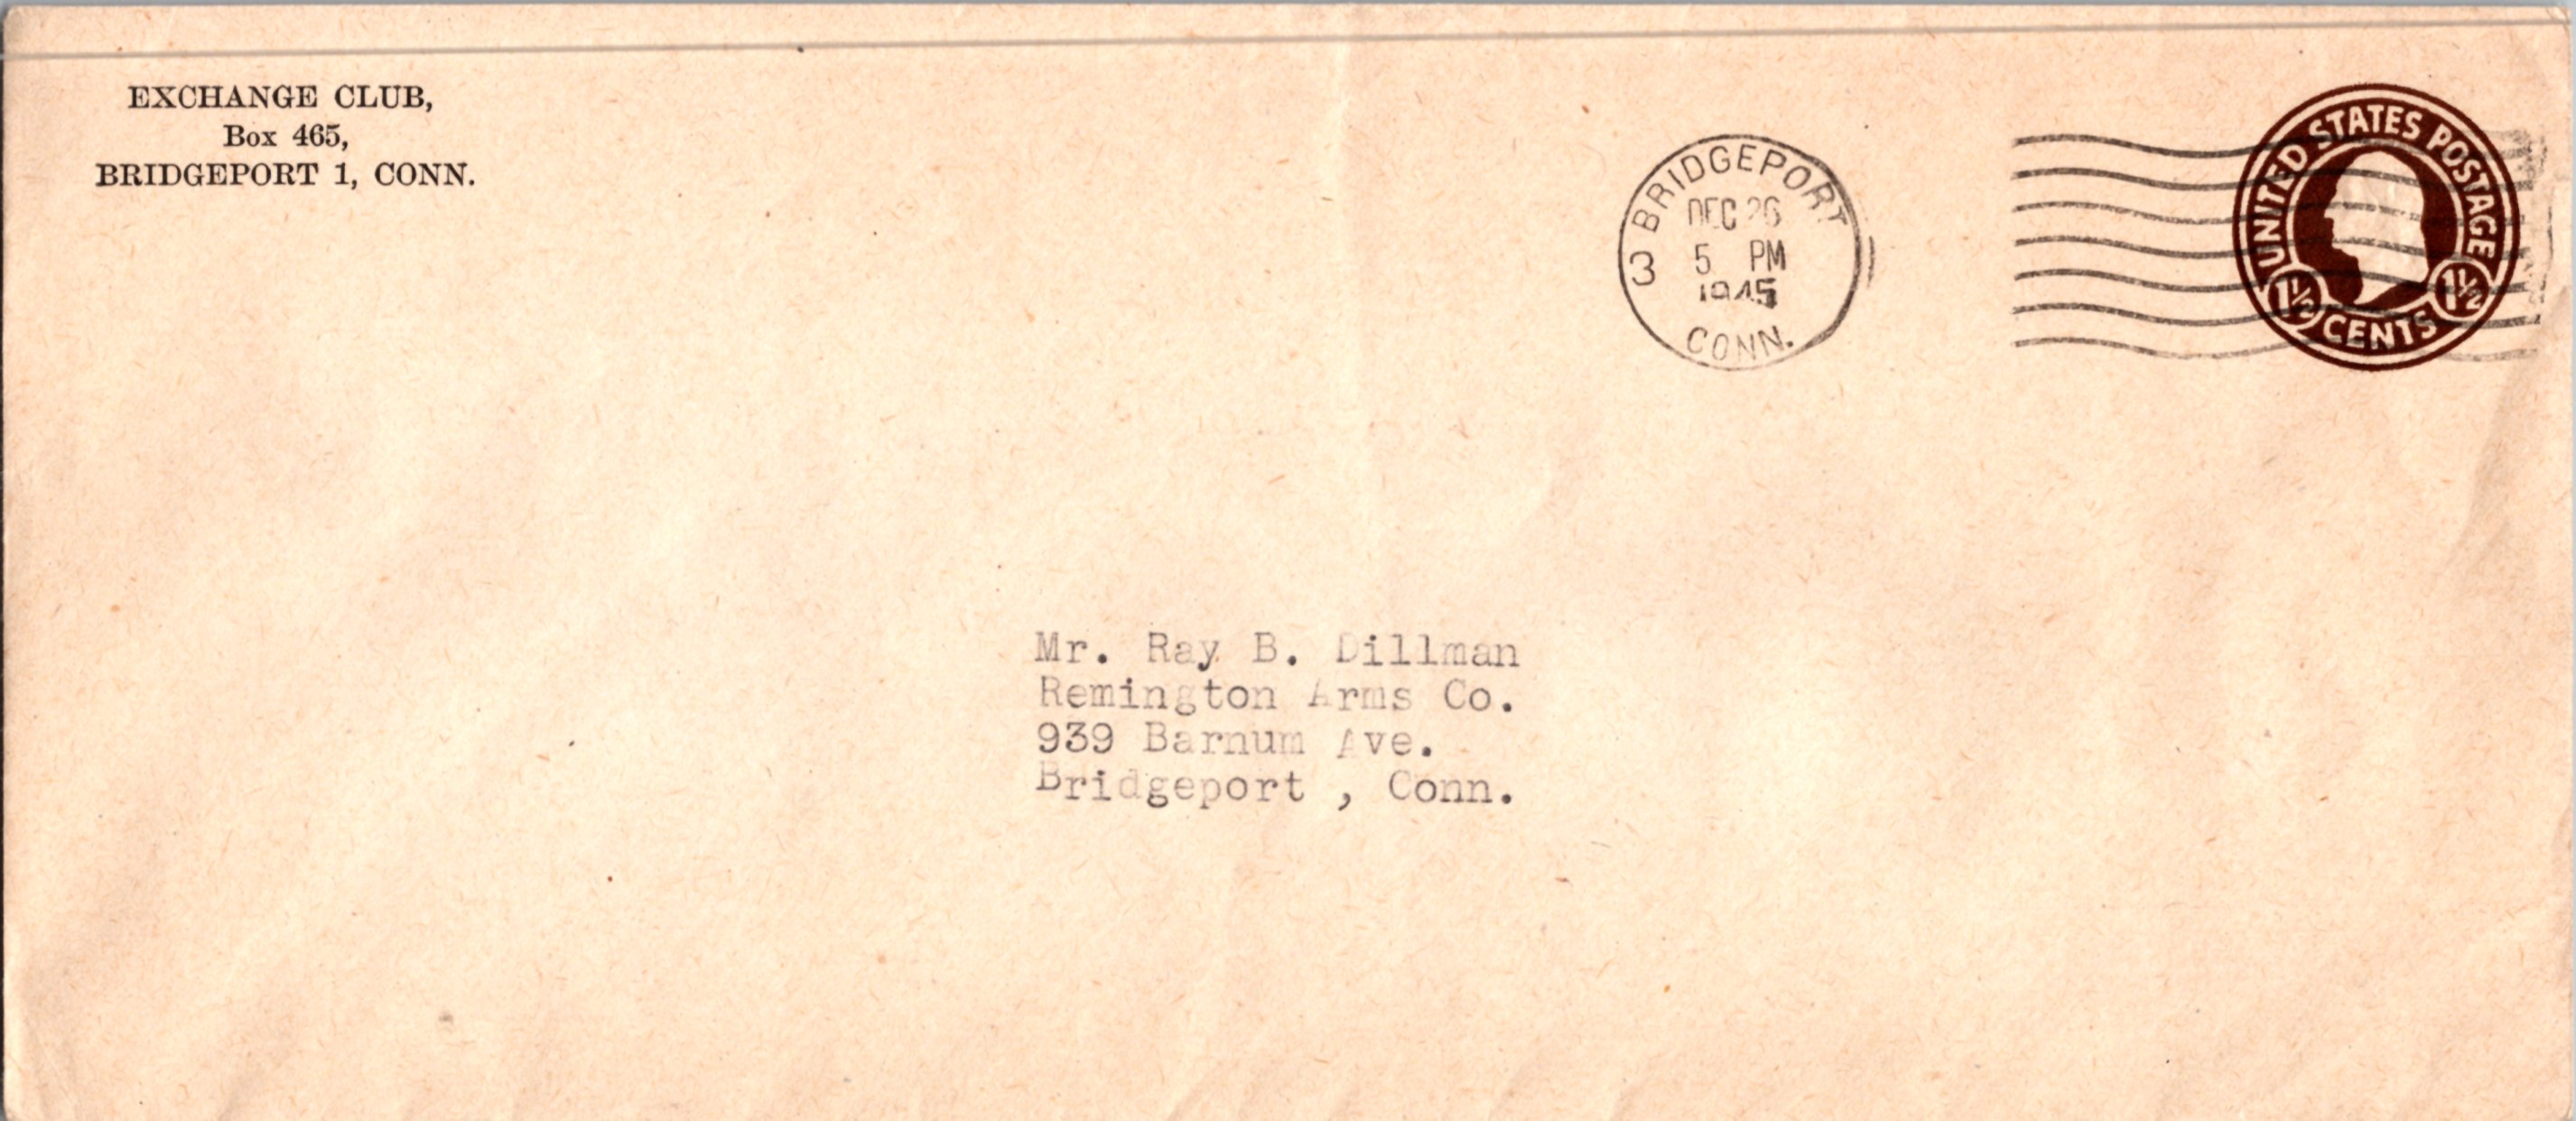 EXCHANGE CLUB,
Box 465,
BRIDGEPORT 1, CONN.
3 BRIDGEPORT
DEC 26
5 PM
1945
CONN.
UNITED STATES POSTAGE
1½ CENTS 1½
Mr. Ray B. Dillman
Remington Arms Co.
939 Barnum Ave.
Bridgeport , Conn.